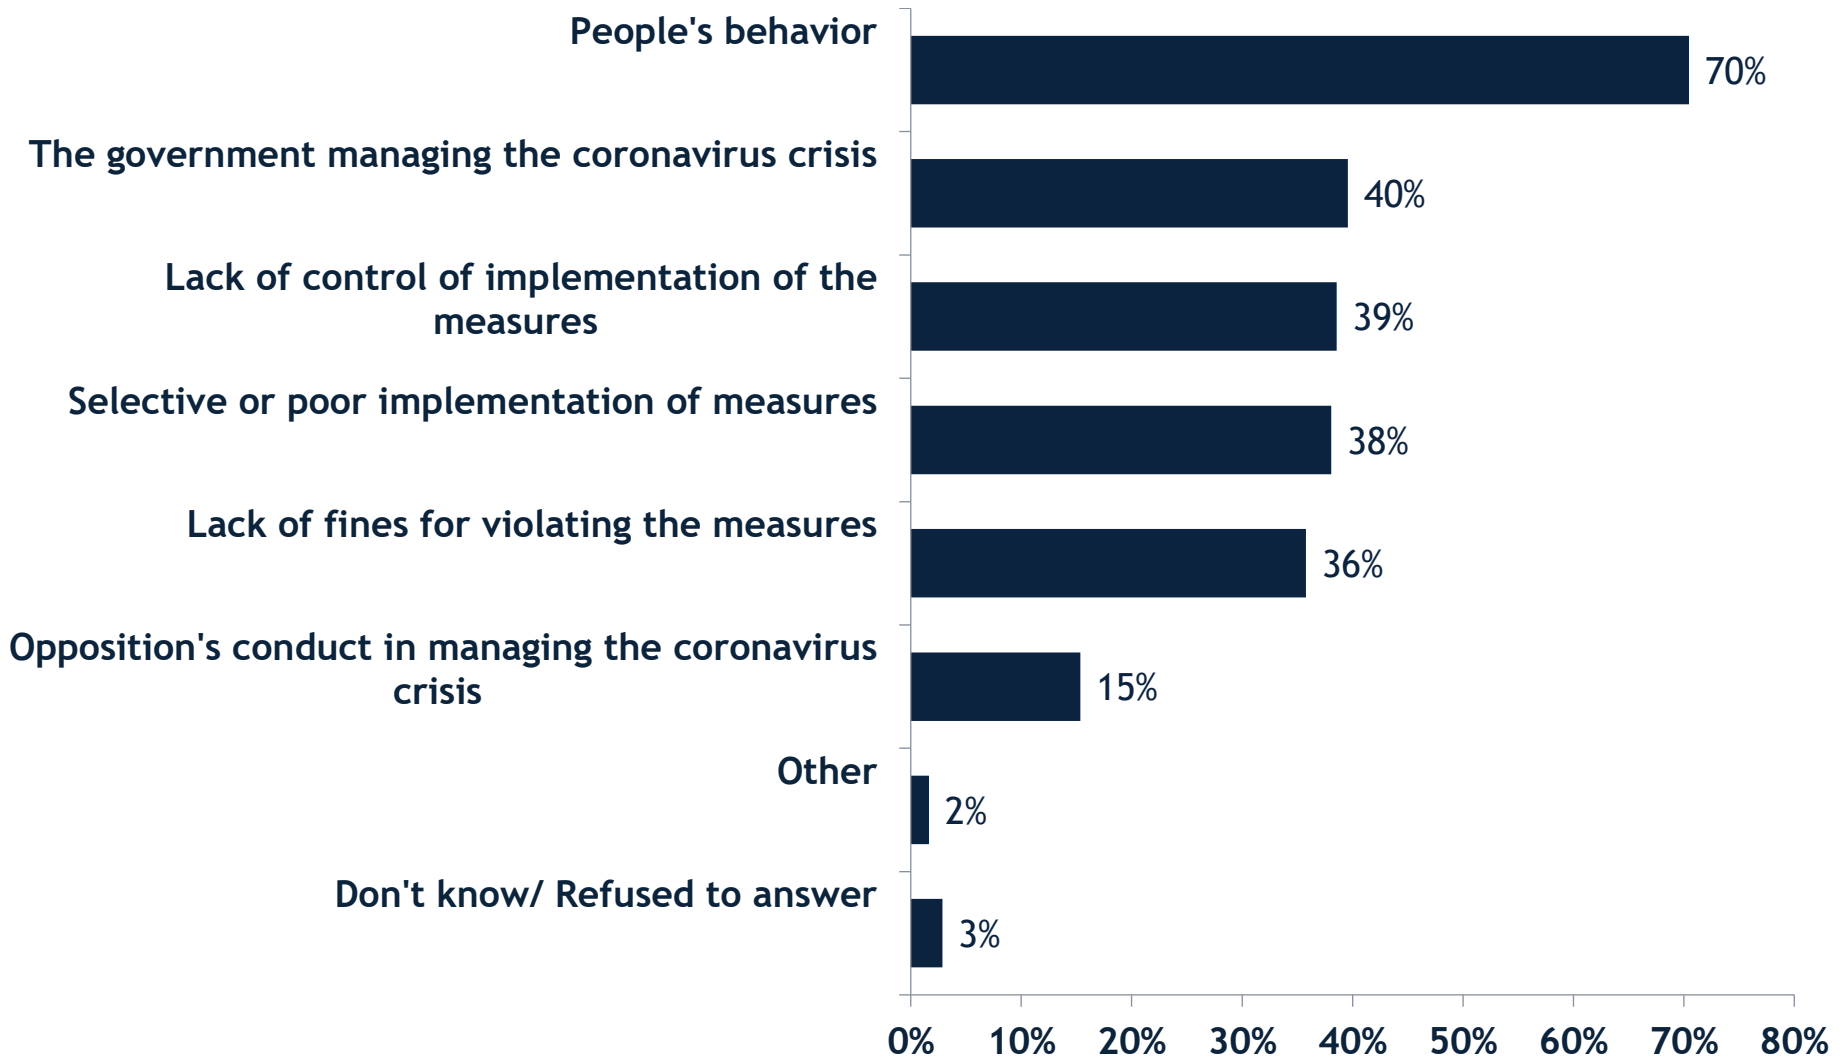 People's behavior
70%
The government managing the coronavirus crisis
40%
Lack of control of implementation of the
measures
39%
Selective or poor implementation of measures
38%
Lack of fines for violating the measures
36%
Opposition's conduct in managing the coronavirus
crisis
15%
Other
2%
Don't know/ Refused to answer
3%
0% 10% 20% 30% 40% 50% 60% 70% 80%